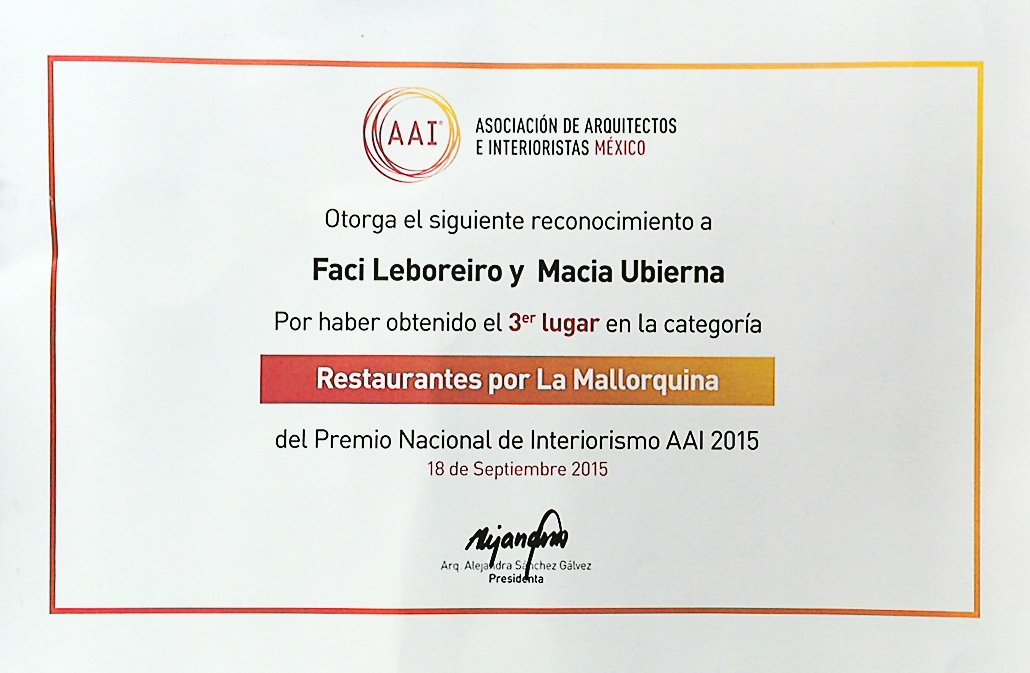 AAI®
ASOCIACIÓN DE ARQUITECTOS
E INTERIORISTAS MÉXICO
Otorga el siguiente reconocimiento a
Faci Leboreiro y Macia Ubierna
Por haber obtenido el 3er lugar en la categoría
Restaurantes por La Mallorquina
del Premio Nacional de Interiorismo AAI 2015
18 de Septiembre 2015
Alejandra
Arq. Alejandra Sánchez Gálvez
Presidenta